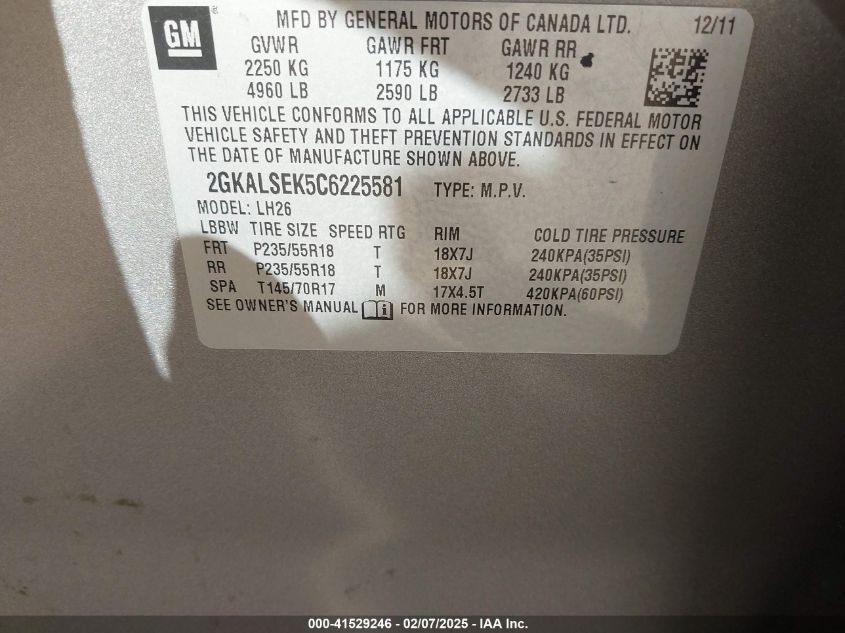 GM
MFD BY GENERAL MOTORS OF CANADA LTD. 12/11
GVWR GAWR FRT GAWR RR
2250 KG 1175 KG 1240 KG
4960 LB 2590 LB 2733 LB
THIS VEHICLE CONFORMS TO ALL APPLICABLE U.S. FEDERAL MOTOR
VEHICLE SAFETY AND THEFT PREVENTION STANDARDS IN EFFECT ON
THE DATE OF MANUFACTURE SHOWN ABOVE.
2GKALSEK5C6225581 TYPE: M.P.V.
MODEL: LH26
LBBW TIRE SIZE SPEED RTG RIM COLD TIRE PRESSURE
FRT P235/55R18 T 18X7J 240KPA(35PSI)
RR P235/55R18 T 18X7J 240KPA(35PSI)
SPA T145/70R17 M 17X4.5T 420KPA(60PSI)
SEE OWNER'S MANUAL i FOR MORE INFORMATION.
000-41529246 - 02/07/2025 - IAA Inc.